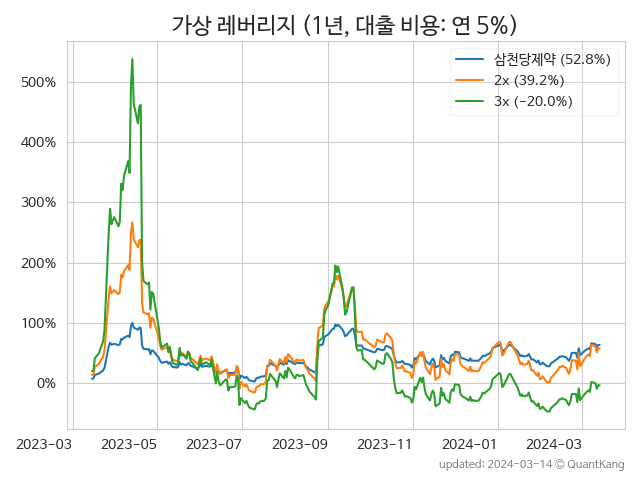 가상 레버리지 (1년, 대출 비용: 연 5%)
삼천당제약 (52.8%)
2x (39.2%)
3x (-20.0%)
500%
400%
300%
200%
100%
0%
2023-03 2023-05 2023-07 2023-09 2023-11 2024-01 2024-03
updated: 2024-03-14 © QuantKang